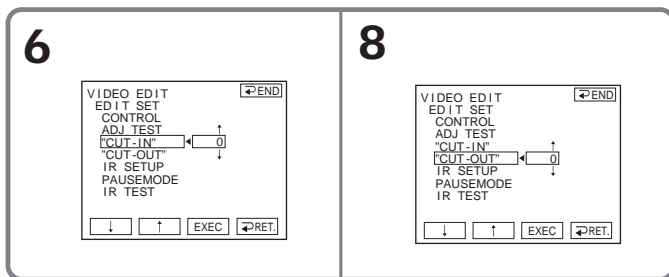 6
VIDEO EDIT ⮐END
EDIT SET
CONTROL
ADJ TEST ↑
"CUT-IN" ◀ 0
"CUT-OUT" ↓
IR SETUP
PAUSEMODE
IR TEST
↓ ↑ EXEC ⮐RET.
8
VIDEO EDIT ⮐END
EDIT SET
CONTROL
ADJ TEST
"CUT-IN" ↑
"CUT-OUT" ◀ 0
IR SETUP ↓
PAUSEMODE
IR TEST
↓ ↑ EXEC ⮐RET.